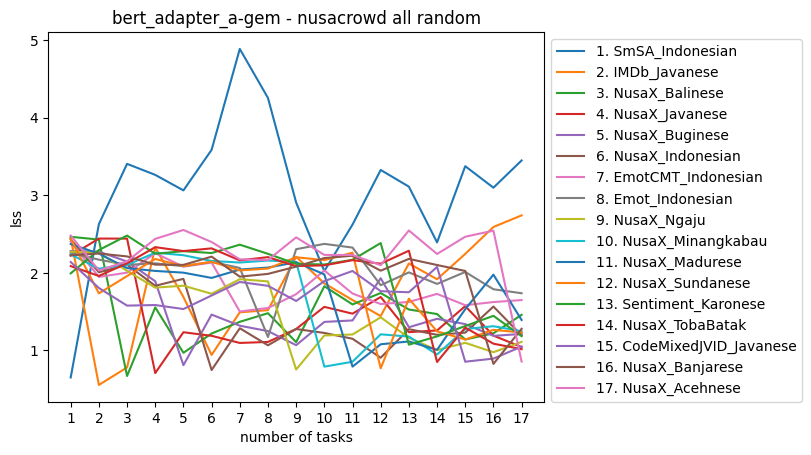 bert_adapter_a-gem - nusacrowd all random
5
4
3
2
1
lss
1 2 3 4 5 6 7 8 9 10 11 12 13 14 15 16 17
number of tasks
1. SmSA_Indonesian
2. IMDb_Javanese
3. NusaX_Balinese
4. NusaX_Javanese
5. NusaX_Buginese
6. NusaX_Indonesian
7. EmotCMT_Indonesian
8. Emot_Indonesian
9. NusaX_Ngaju
10. NusaX_Minangkabau
11. NusaX_Madurese
12. NusaX_Sundanese
13. Sentiment_Karonese
14. NusaX_TobaBatak
15. CodeMixedJVID_Javanese
16. NusaX_Banjarese
17. NusaX_Acehnese